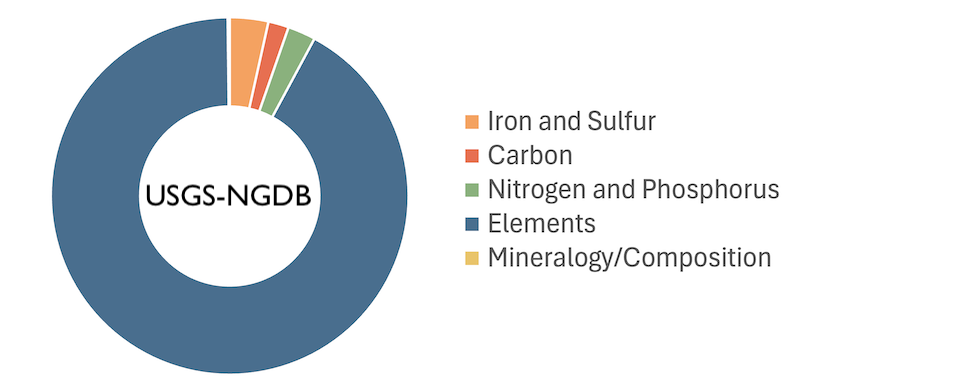 USGS-NGDB
Iron and Sulfur
Carbon
Nitrogen and Phosphorus
Elements
Mineralogy/Composition